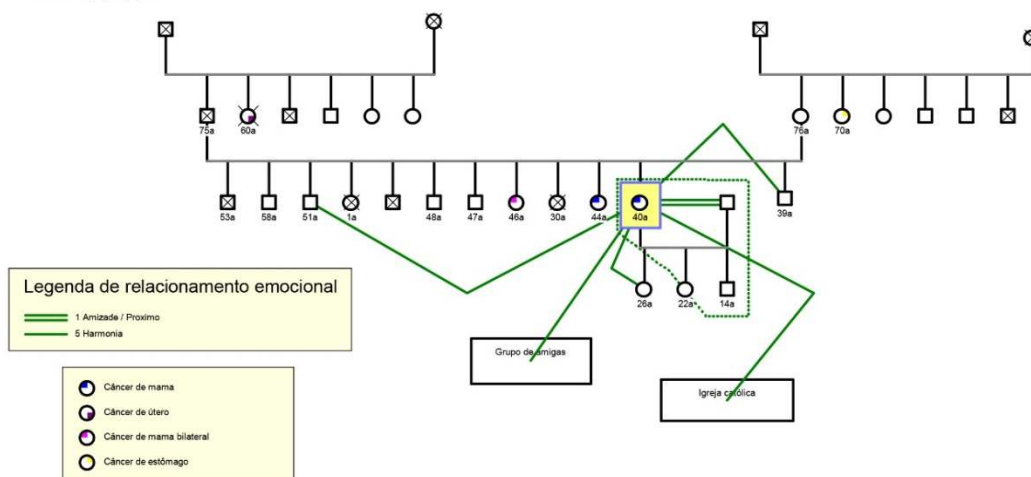 75a
60a
76a
70a
53a
58a
51a
1a
48a
47a
46a
30a
44a
40a
39a
26a
22a
14a
Legenda de relacionamento emocional
1 Amizade / Proximo
5 Harmonia
Grupo de amigas
Igreja católica
Câncer de mama
Câncer de útero
Câncer de mama bilateral
Câncer de estômago